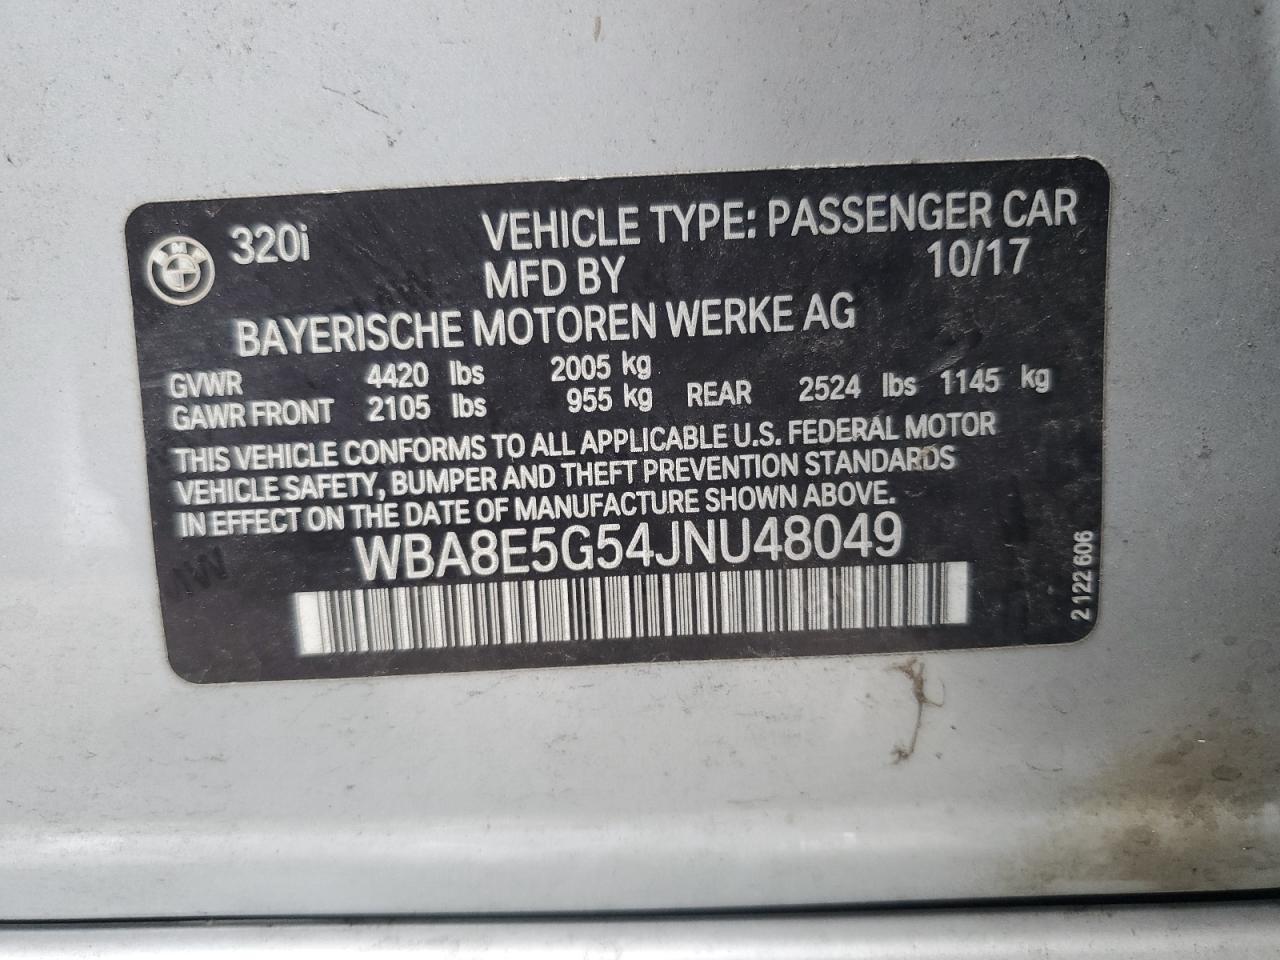 320i VEHICLE TYPE: PASSENGER CAR
MFD BY 10/17
BAYERISCHE MOTOREN WERKE AG
GVWR 4420 lbs 2005 kg
GAWR FRONT 2105 lbs 955 kg REAR 2524 lbs 1145 kg
THIS VEHICLE CONFORMS TO ALL APPLICABLE U.S. FEDERAL MOTOR
VEHICLE SAFETY, BUMPER AND THEFT PREVENTION STANDARDS
IN EFFECT ON THE DATE OF MANUFACTURE SHOWN ABOVE.
WBA8E5G54JNU48049
2 122 606